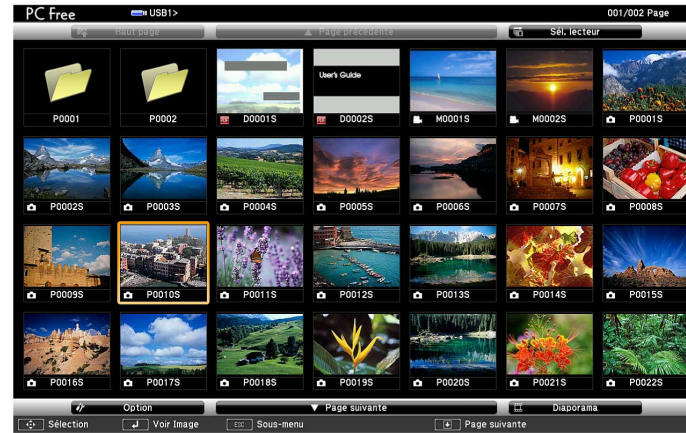 PC Free USB1> 001/002 Page
Haut page ▲ Page précédente Sél. lecteur
User's Guide
P0001 P0002 D0001S D0002S M0001S M0002S P0001S
P0002S P0003S P0004S P0005S P0006S P0007S P0008S
P0009S P0010S P0011S P0012S P0013S P0014S P0015S
P0016S P0017S P0018S P0019S P0020S P0021S P0022S
Option ▼ Page suivante Diaporama
Sélection Voir Image ESC Sous-menu Page suivante